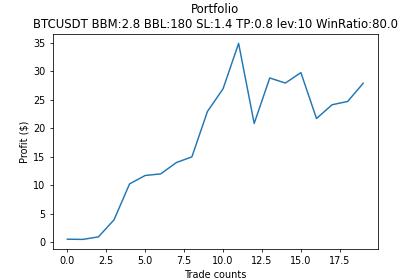 Portfolio
BTCUSDT BBM:2.8 BBL:180 SL:1.4 TP:0.8 lev:10 WinRatio:80.0
35
30
25
20
15
10
5
0
Profit ($)
0.0 2.5 5.0 7.5 10.0 12.5 15.0 17.5
Trade counts